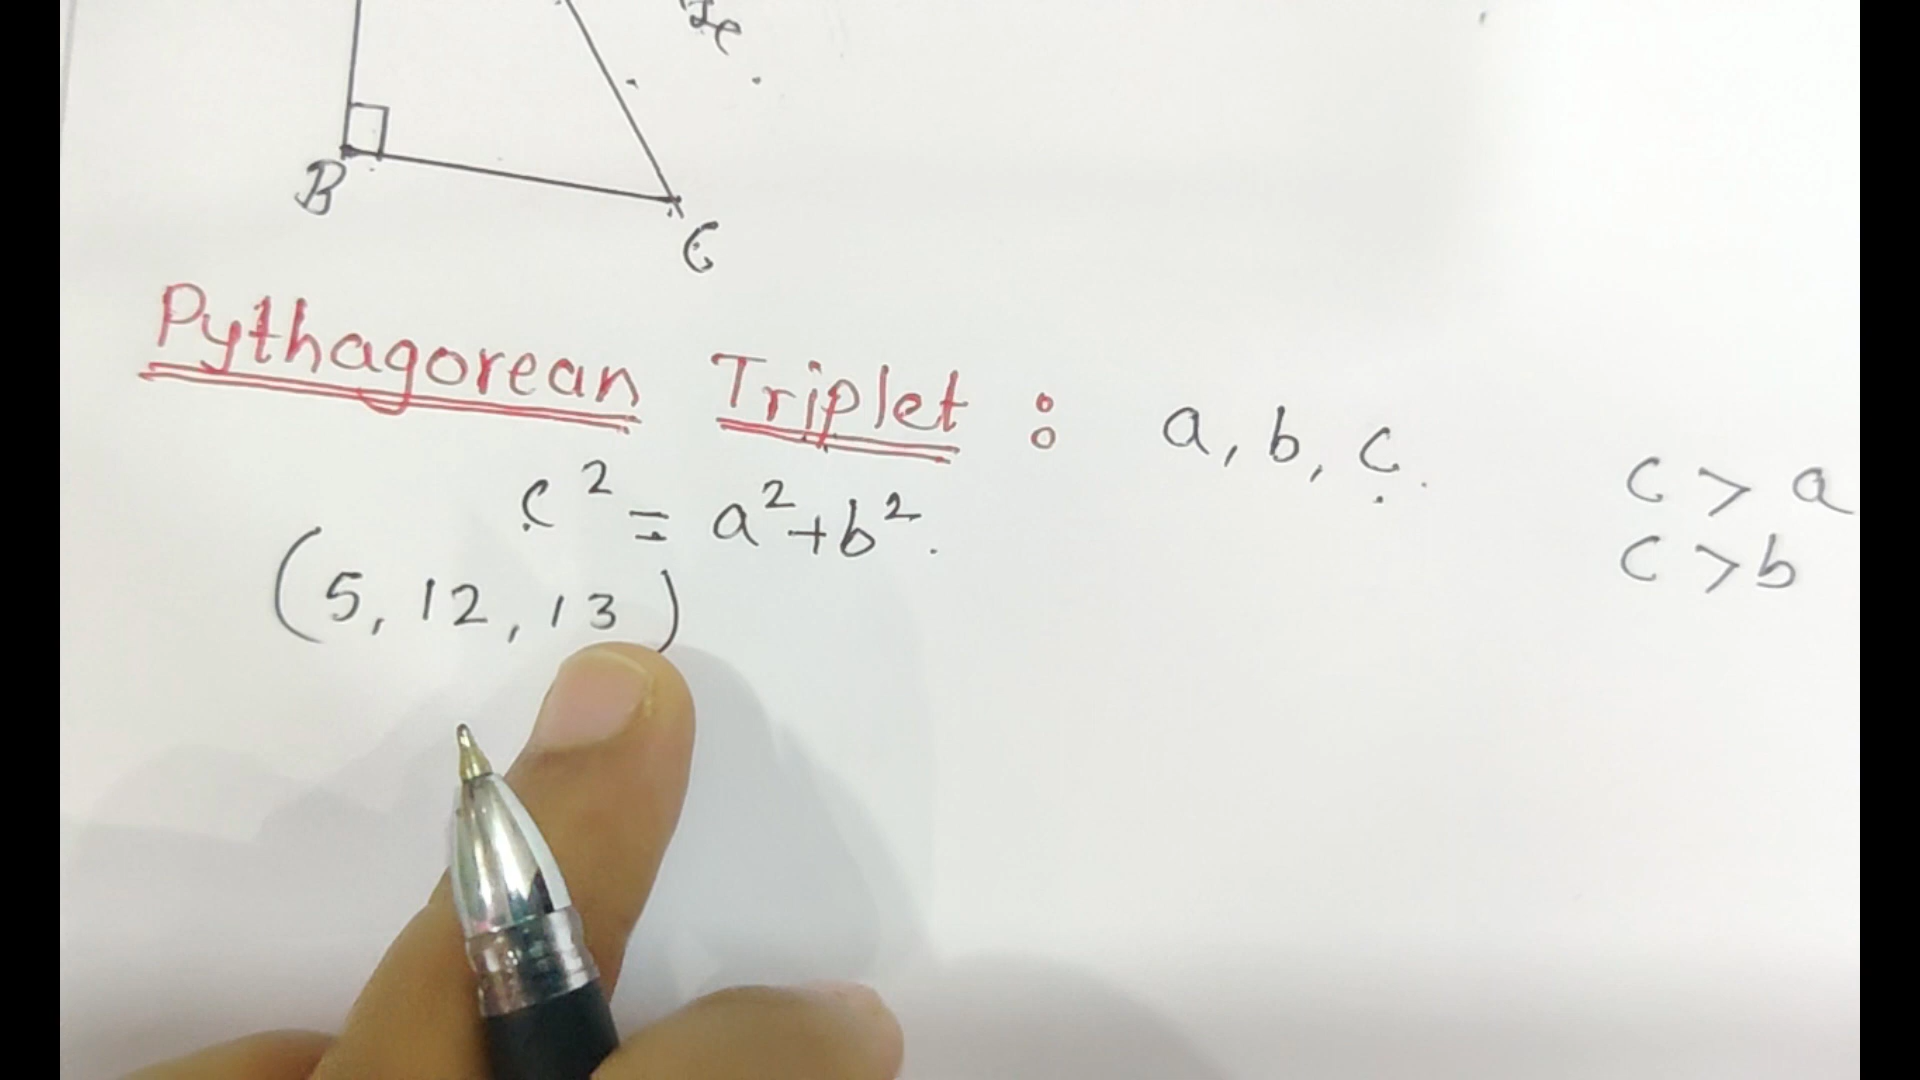 B
C
Pythagorean Triplet : a, b, c.
c > a
c² = a²+b².
c > b
(5, 12, 13)